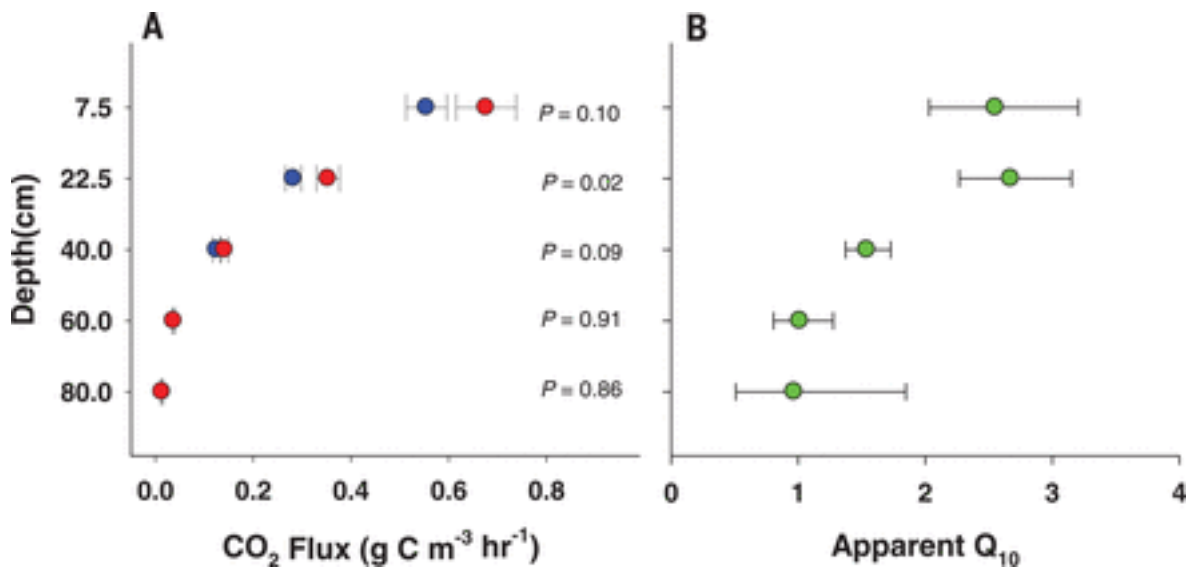 A
B
Depth(cm)
7.5
22.5
40.0
60.0
80.0
P = 0.10
P = 0.02
P = 0.09
P = 0.91
P = 0.86
0.0 0.2 0.4 0.6 0.8
CO₂ Flux (g C m⁻³ hr⁻¹)
0 1 2 3 4
Apparent Q₁₀